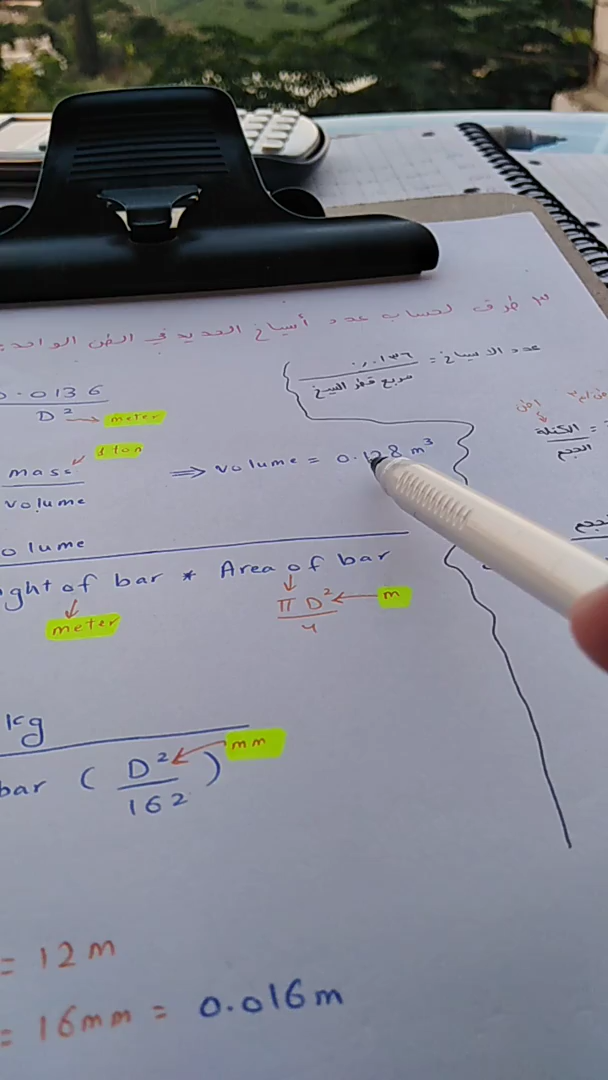 ٣ طرق لحساب عدد أسياخ الحديد في الطن الواحد
عدد الاسياخ = ٠,٠١٣٦
مربع قطر السيخ
0.0136
D² → meter
1 ton
mass
volume
⇒ volume = 0.128 m³
الكتلة =
الحجم
olume
ght of bar * Area of bar
meter
π D² ← m
4
kg
bar ( D² / 162 ) mm
= 12 m
= 16mm = 0.016m